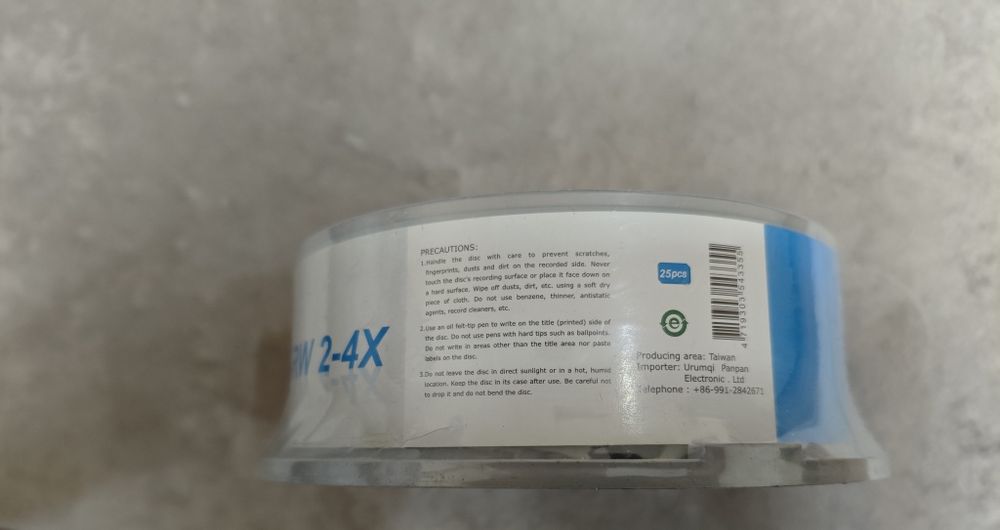 RW 2-4X
PRECAUTIONS:
1.Handle the disc with care to prevent scratches,
fingerprints, dusts and dirt on the recorded side. Never
touch the disc's recording surface or place it face down on
a hard surface. Wipe off dusts, dirt, etc. using a soft dry
piece of cloth. Do not use benzene, thinner, antistatic
agents, record cleaners, etc.
2.Use an oil felt-tip pen to write on the title (printed) side of
the disc. Do not use pens with hard tips such as ballpoints.
Do not write in areas other than the title area nor paste
labels on the disc.
3.Do not leave the disc in direct sunlight or in a hot, humid
location. Keep the disc in its case after use. Be careful not
to drop it and do not bend the disc.
25pcs
e
Producing area: Taiwan
Importer: Urumqi Panpan
Electronic . Ltd
Telephone : +86-991-2842671